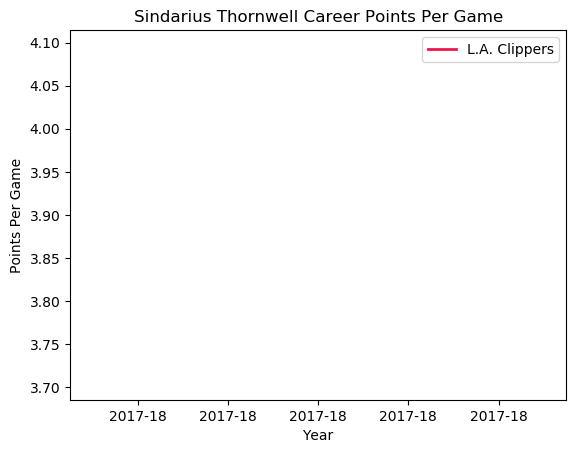 Sindarius Thornwell Career Points Per Game
L.A. Clippers
4.10
4.05
4.00
3.95
3.90
3.85
3.80
3.75
3.70
Points Per Game
2017-18 2017-18 2017-18 2017-18 2017-18
Year